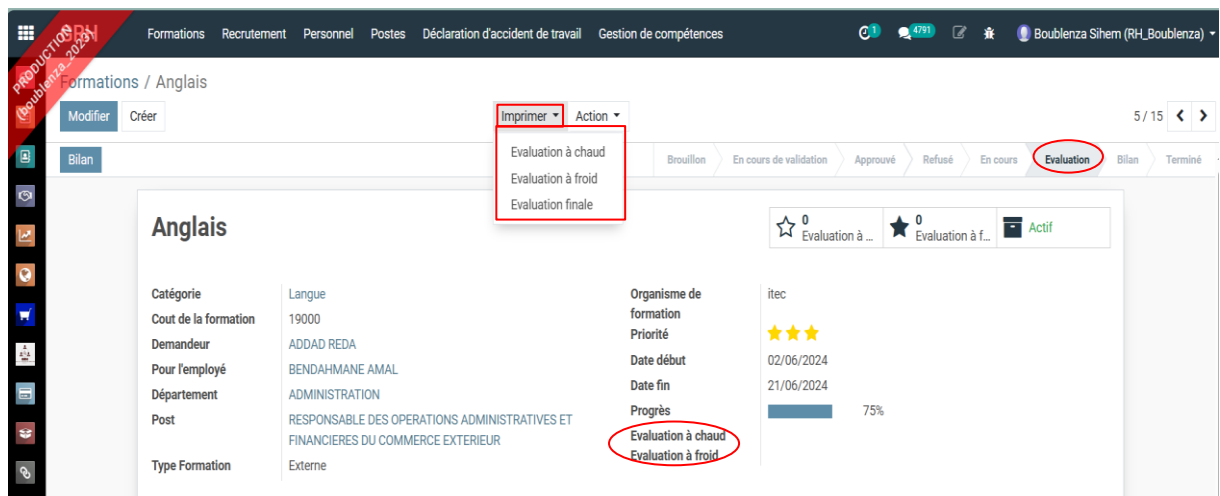 PRODUCTION
(boublenza_2023)
GRH
Formations Recrutement Personnel Postes Déclaration d'accident de travail Gestion de compétences
1 4791 Boublenza Sihem (RH_Boublenza)
Formations / Anglais
Modifier Créer Imprimer Action 5 / 15
Evaluation à chaud
Evaluation à froid
Evaluation finale
Bilan Brouillon En cours de validation Approuvé Refusé En cours Evaluation Bilan Terminé
Anglais
0 Evaluation à ...
0 Evaluation à f...
Actif
Catégorie Langue
Cout de la formation 19000
Demandeur ADDAD REDA
Pour l'employé BENDAHMANE AMAL
Département ADMINISTRATION
Post RESPONSABLE DES OPERATIONS ADMINISTRATIVES ET
FINANCIERES DU COMMERCE EXTERIEUR
Type Formation Externe
Organisme de itec
formation
Priorité
Date début 02/06/2024
Date fin 21/06/2024
Progrès 75%
Evaluation à chaud
Evaluation à froid